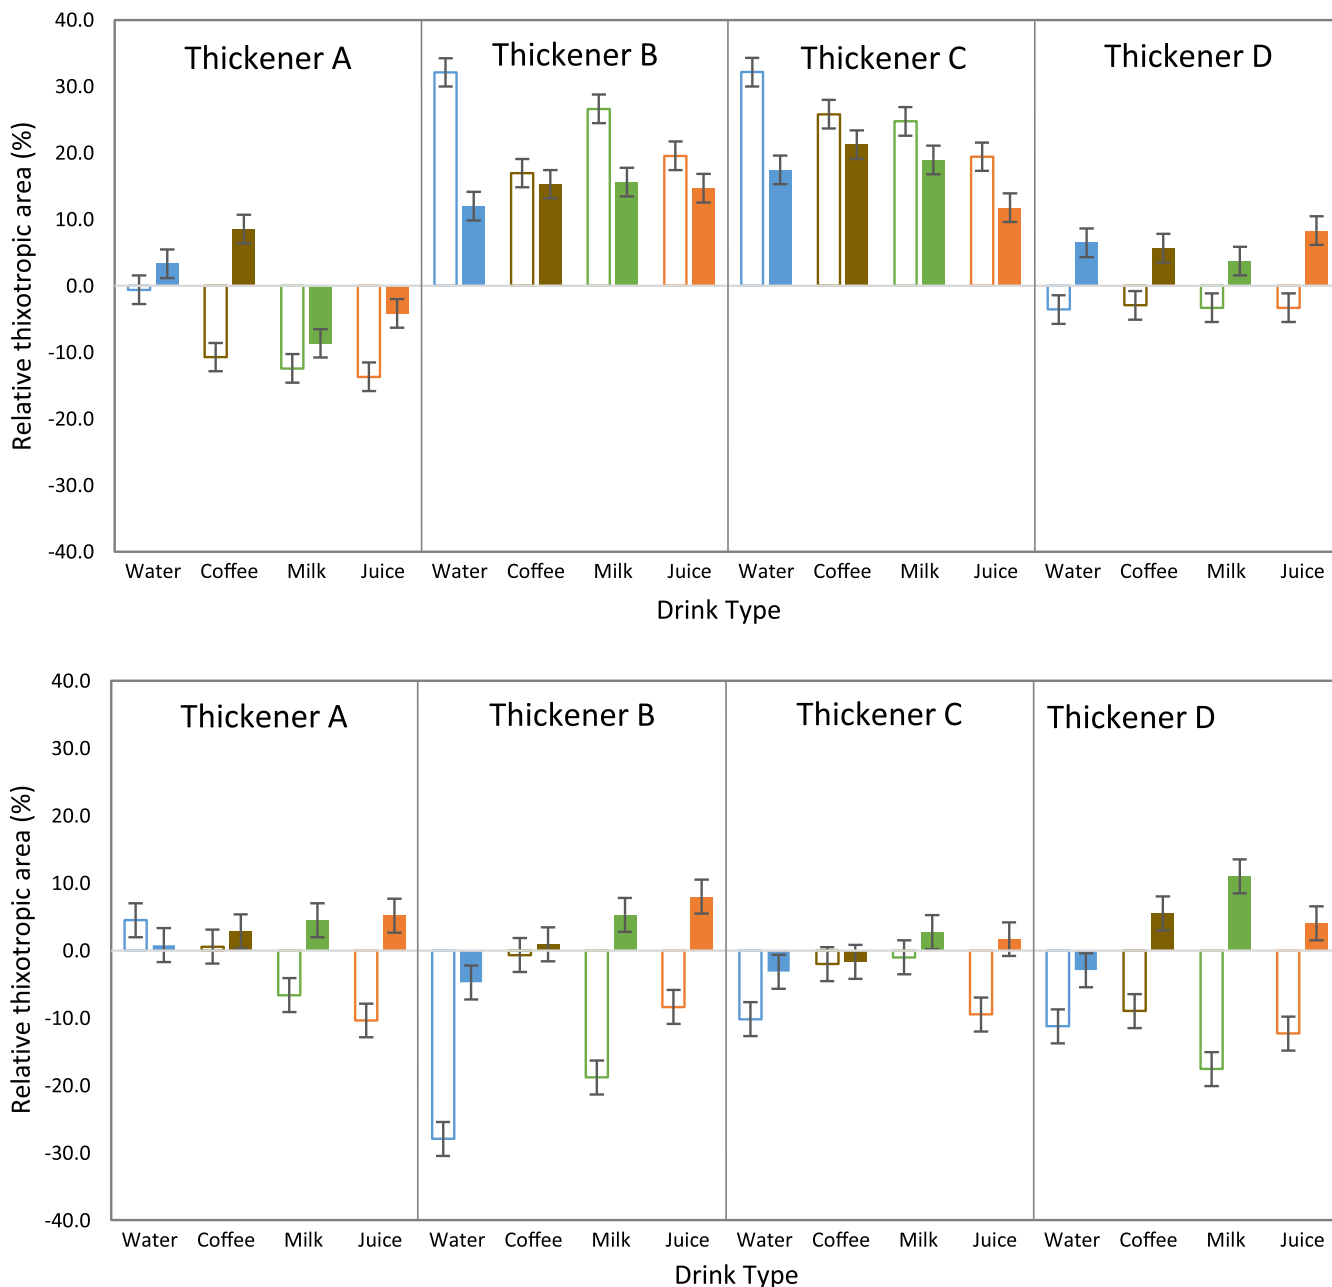 Relative thixotropic area (%)
40.0
30.0
20.0
10.0
0.0
-10.0
-20.0
-30.0
-40.0
Thickener A
Thickener B
Thickener C
Thickener D
Water Coffee Milk Juice Water Coffee Milk Juice Water Coffee Milk Juice Water Coffee Milk Juice
Drink Type
Relative thixotropic area (%)
40.0
30.0
20.0
10.0
0.0
-10.0
-20.0
-30.0
-40.0
Thickener A
Thickener B
Thickener C
Thickener D
Water Coffee Milk Juice Water Coffee Milk Juice Water Coffee Milk Juice Water Coffee Milk Juice
Drink Type